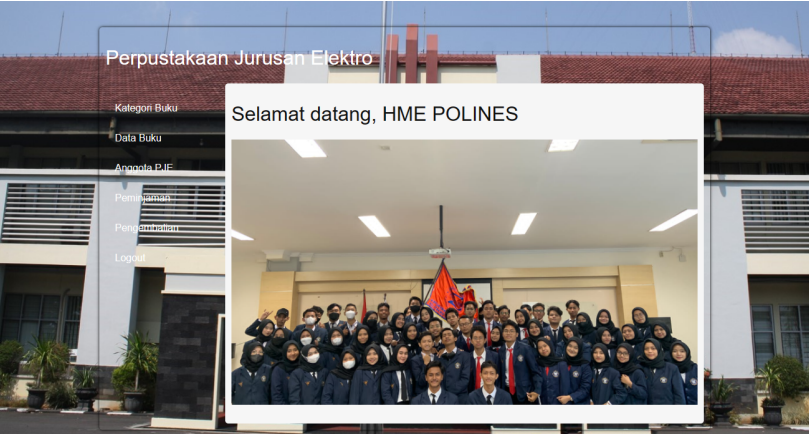 Perpustakaan Jurusan Elektro
Selamat datang, HME POLINES
Kategori Buku
Data Buku
Anggota PJE
Peminjaman
Pengembalian
Logout